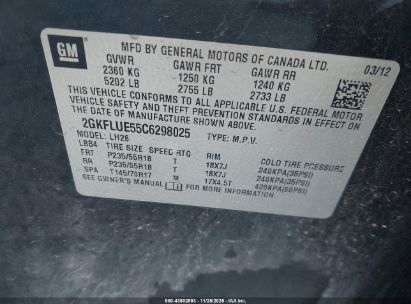 GM
BY GENERAL MOTORS OF CANADA LTD.
GVWR GAWR FRT GAWR RR 03/12
2360 KG 1250 KG 1240 KG
5202 LB 2755 LB 2733 LB
THIS VEHICLE CONFORMS TO ALL APPLICABLE U.S. FEDERAL MOTOR
VEHICLE SAFETY AND THEFT PREVENTION STANDARDS IN EFFECT ON
THE DATE OF MANUFACTURE SHOWN ABOVE.
2GKFLUE55C6298025 TYPE: M.P.V.
MODEL: LH26
LBB4 TIRE SIZE SPEED RTG RIM COLD TIRE PRESSURE
FRT P235/55R18 T 18X7J 240KPA(35PSI)
RR P235/55R18 T 18X7J 240KPA(35PSI)
SPA T145/70R17 M 17X4.5T 420KPA(60PSI)
SEE OWNER'S MANUAL FOR MORE INFORMATION.